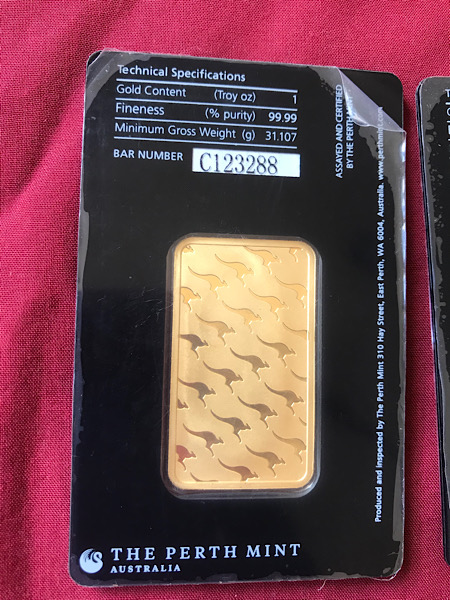 Technical Specifications
Gold Content (Troy oz) 1
Fineness (% purity) 99.99
Minimum Gross Weight (g) 31.107
BAR NUMBER C123288
ASSAYED AND CERTIFIED
BY THE PERTH MINT
Produced and inspected by The Perth Mint 310 Hay Street, East Perth, WA 6004, Australia. www.perthmint.com
THE PERTH MINT
AUSTRALIA